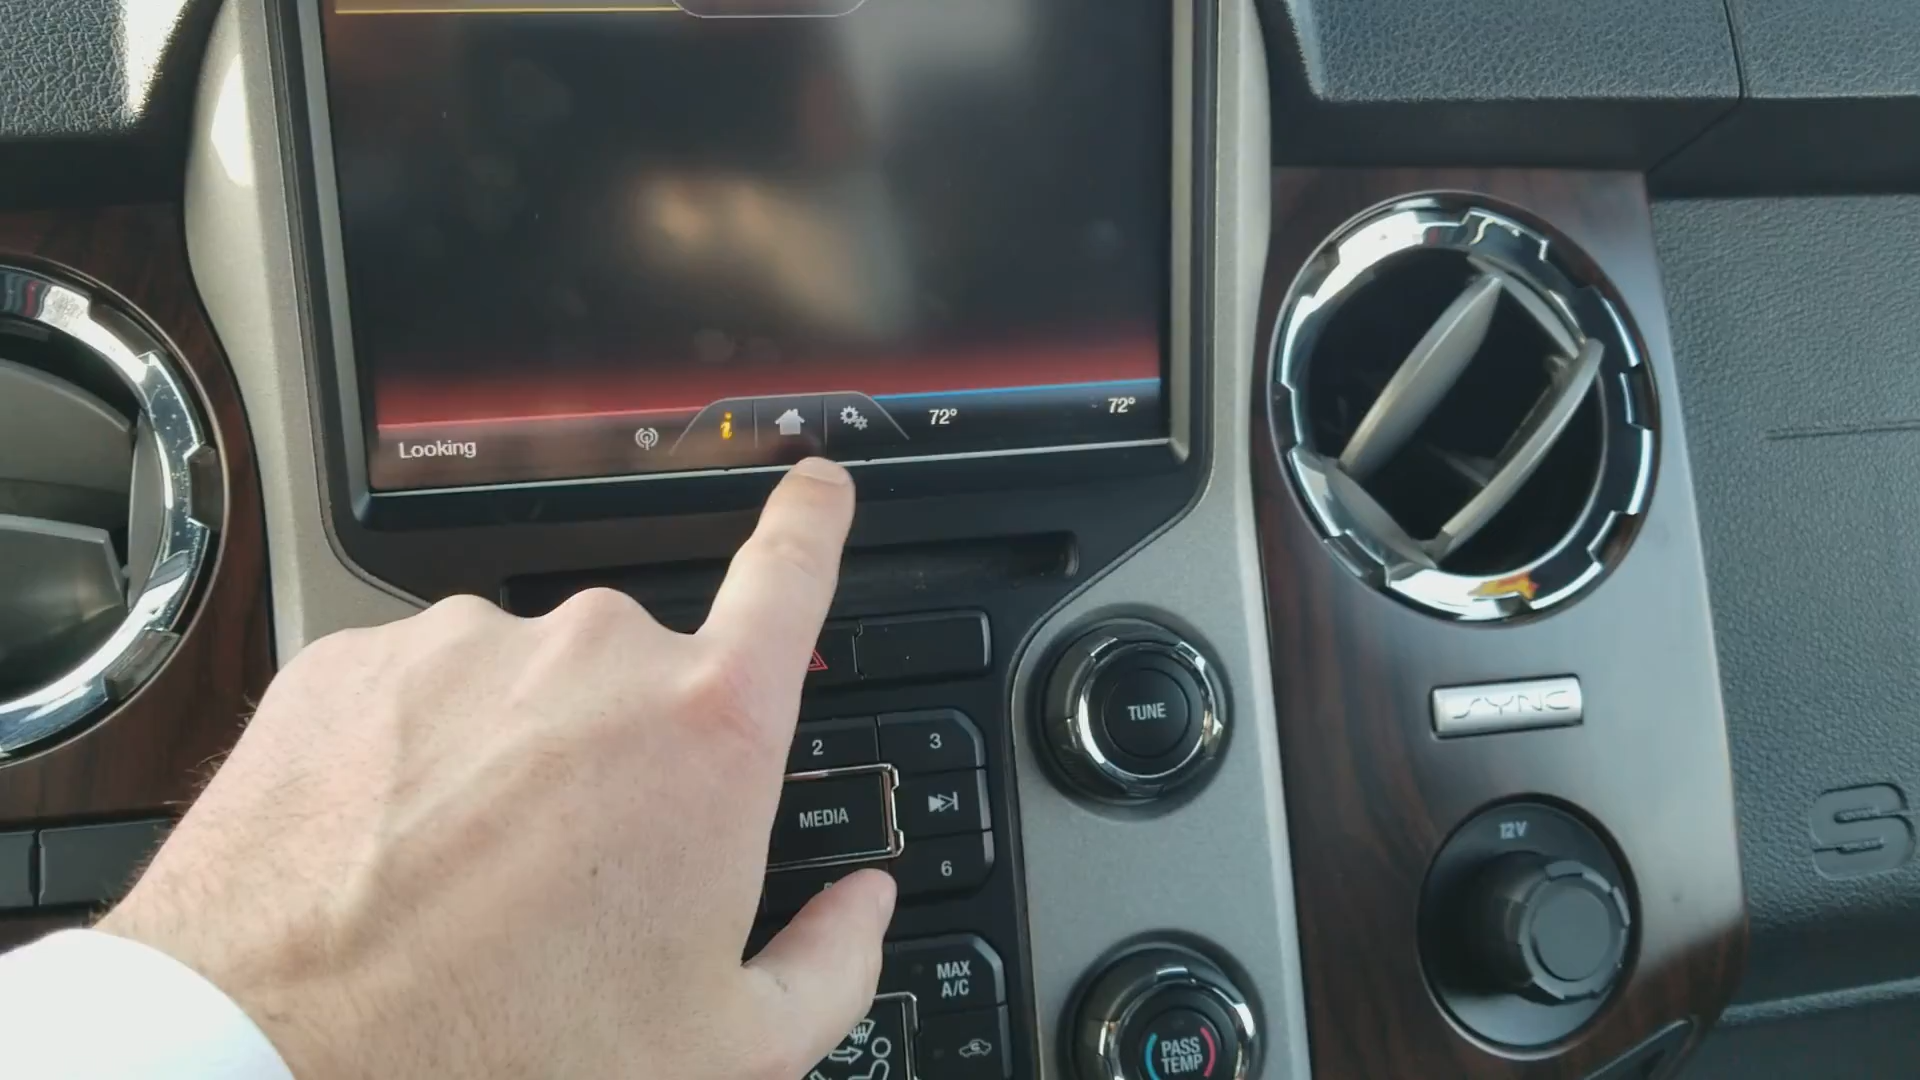 72°
72°
Looking
TUNE
SYNC
2
3
MEDIA
12V
6
MAX
A/C
PASS
TEMP
S